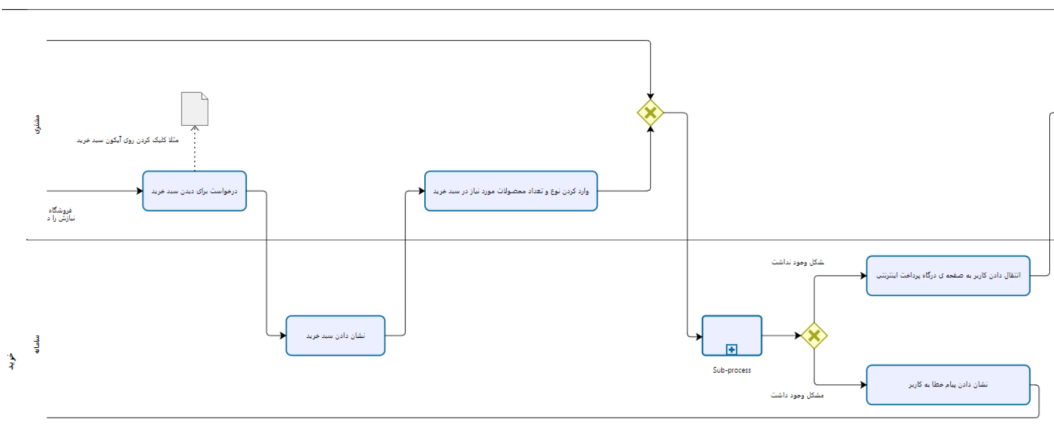 مشتری
مثلا کلیک کردن روی آیکون سبد خرید
درخواست برای دیدن سبد خرید
وارد کردن نوع و تعداد محصولات مورد نیاز در سبد خرید
فروشگاه
نیازش را د
خرید
سامانه
نشان دادن سبد خرید
Sub-process
مشکل وجود نداشت
انتقال دادن کاربر به صفحه ی درگاه پرداخت اینترنتی
مشکل وجود داشت
نشان دادن پیام خطا به کاربر